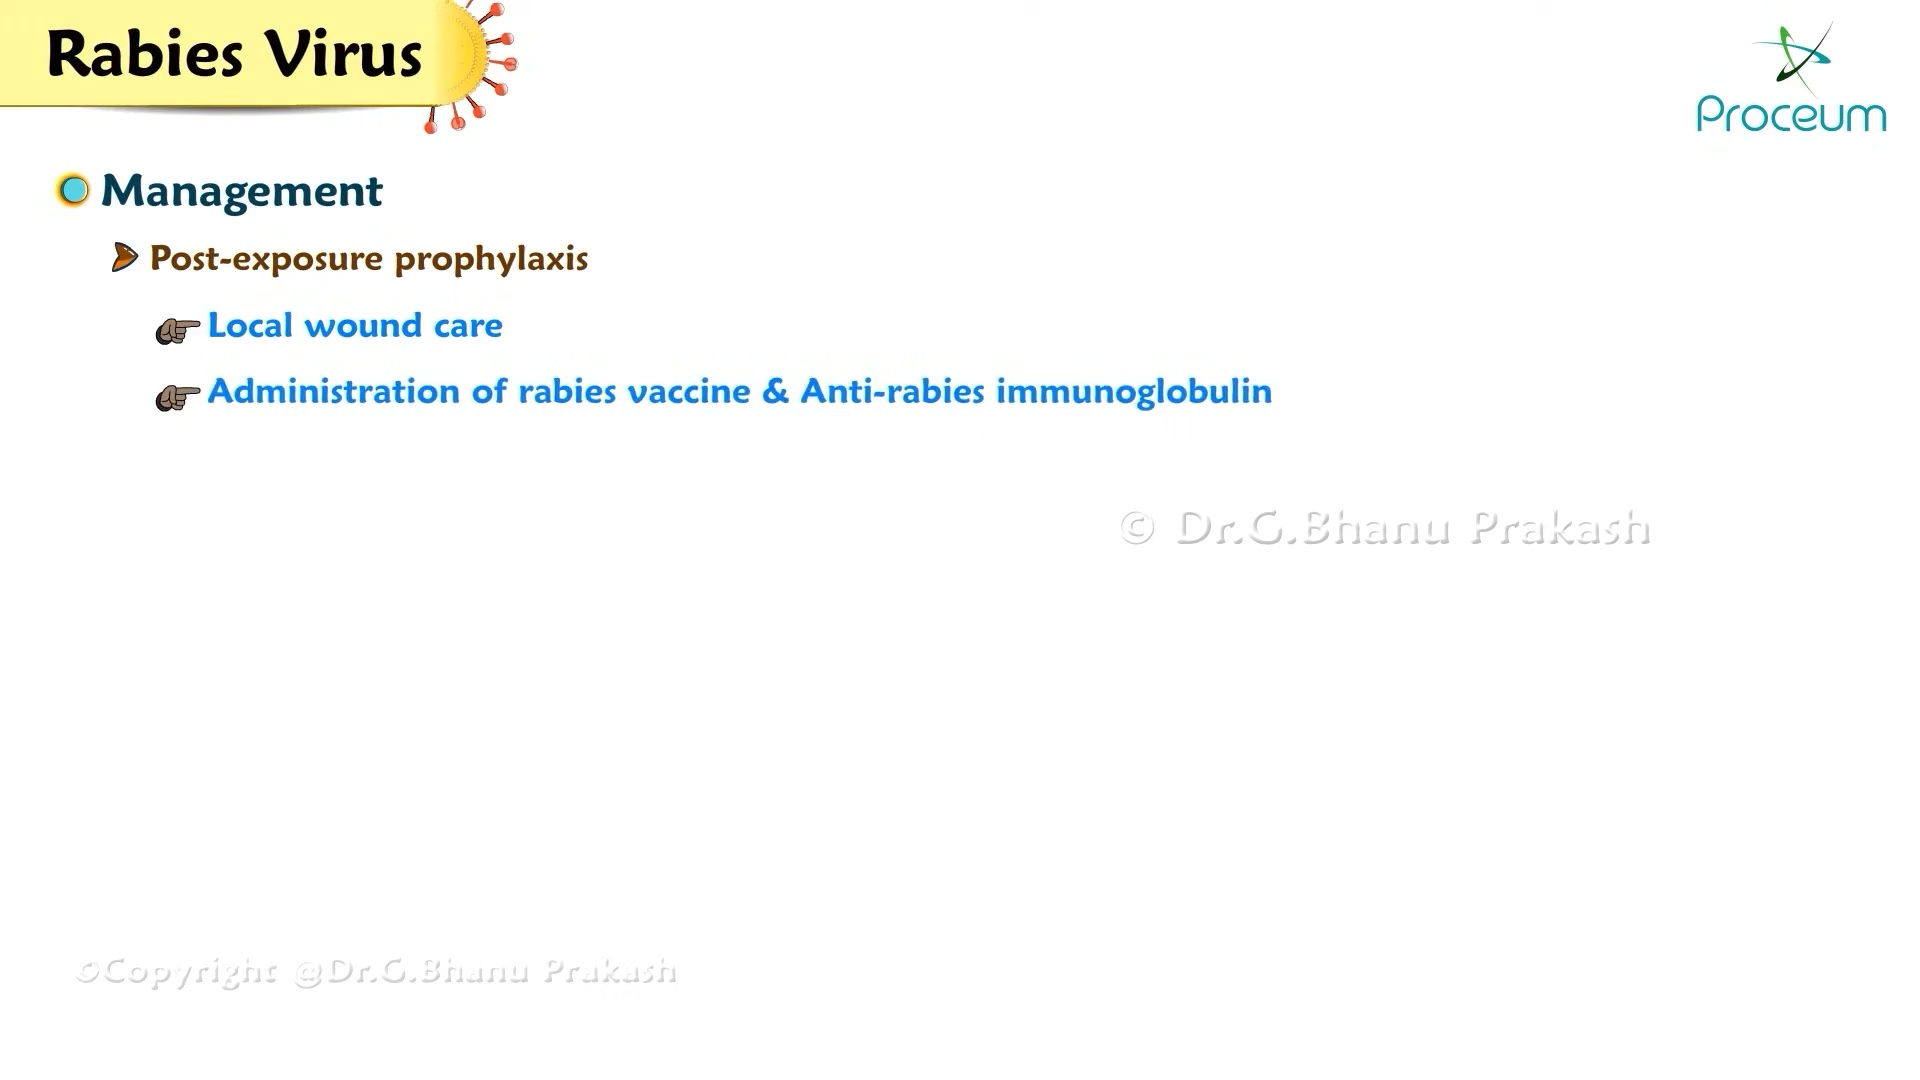 Rabies Virus
Proceum
Management
Post-exposure prophylaxis
Local wound care
Administration of rabies vaccine & Anti-rabies immunoglobulin
© Dr.G.Bhanu Prakash
©Copyright @Dr.G.Bhanu Prakash